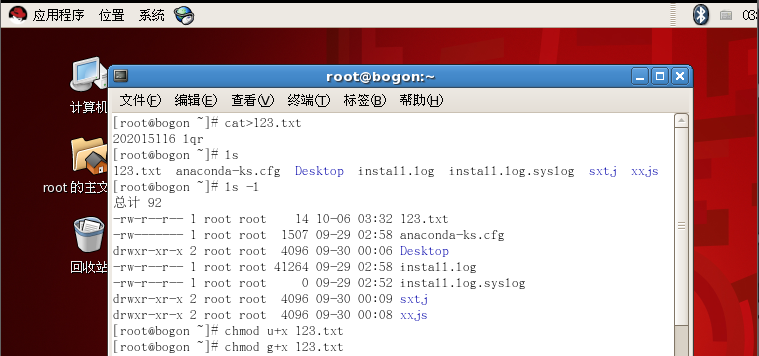 应用程序 位置 系统 03:
计算机
root 的主文
回收站
root@bogon:~
文件(F) 编辑(E) 查看(V) 终端(T) 标签(B) 帮助(H)
[root@bogon ~]# cat>123.txt
202015116 lqr
[root@bogon ~]# ls
123.txt anaconda-ks.cfg Desktop install.log install.log.syslog sxtj xxjs
[root@bogon ~]# ls -l
总计 92
-rw-r--r-- 1 root root 14 10-06 03:32 123.txt
-rw------- 1 root root 1507 09-29 02:58 anaconda-ks.cfg
drwxr-xr-x 2 root root 4096 09-30 00:06 Desktop
-rw-r--r-- 1 root root 41264 09-29 02:58 install.log
-rw-r--r-- 1 root root 0 09-29 02:52 install.log.syslog
drwxr-xr-x 2 root root 4096 09-30 00:09 sxtj
drwxr-xr-x 2 root root 4096 09-30 00:08 xxjs
[root@bogon ~]# chmod u+x 123.txt
[root@bogon ~]# chmod g+x 123.txt